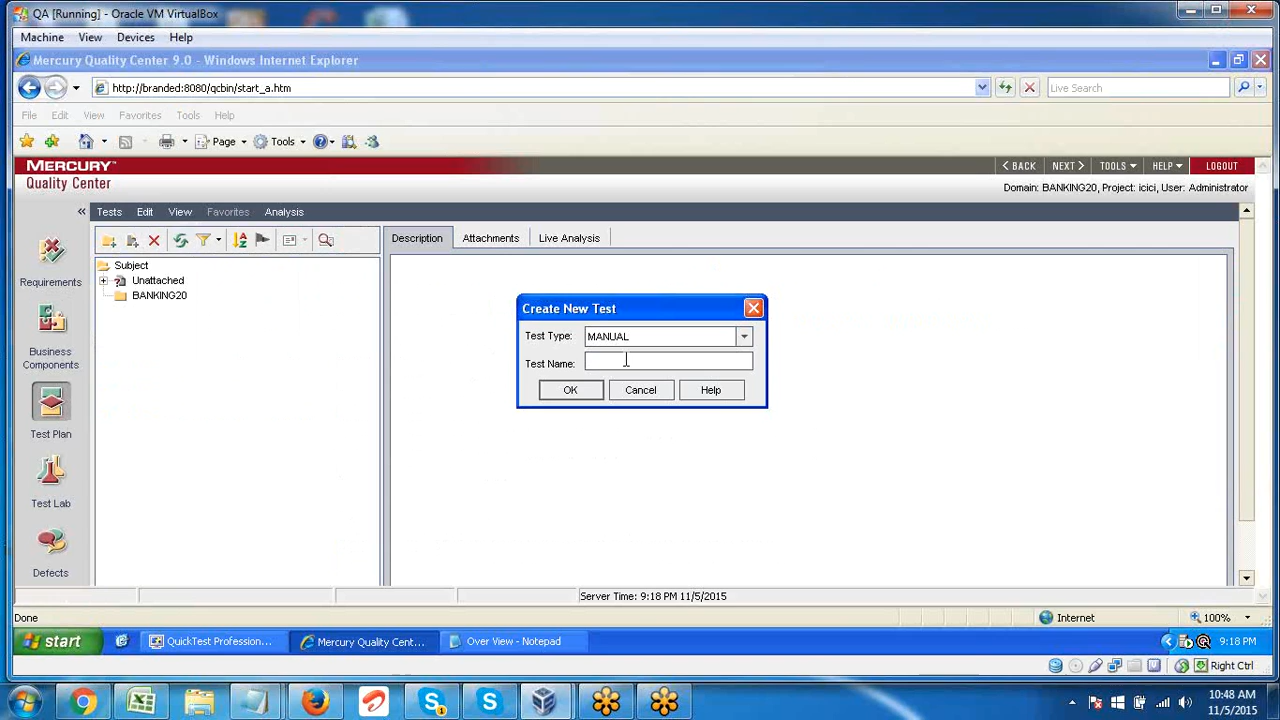 QA [Running] - Oracle VM VirtualBox
Machine View Devices Help
Mercury Quality Center 9.0 - Windows Internet Explorer
http://branded:8080/qcbin/start_a.htm
Live Search
File Edit View Favorites Tools Help
Page Tools
MERCURY™
BACK NEXT TOOLS HELP LOGOUT
Quality Center
Domain: BANKING20, Project: icici, User: Administrator
Tests Edit View Favorites Analysis
Description Attachments Live Analysis
Subject
Unattached
BANKING20
Requirements
Business
Components
Test Plan
Test Lab
Defects
Create New Test
Test Type: MANUAL
Test Name:
OK Cancel Help
Server Time: 9:18 PM 11/5/2015
Done
Internet
100%
start
QuickTest Profession...
Mercury Quality Cent...
Over View - Notepad
9:18 PM
Right Ctrl
10:48 AM
11/5/2015